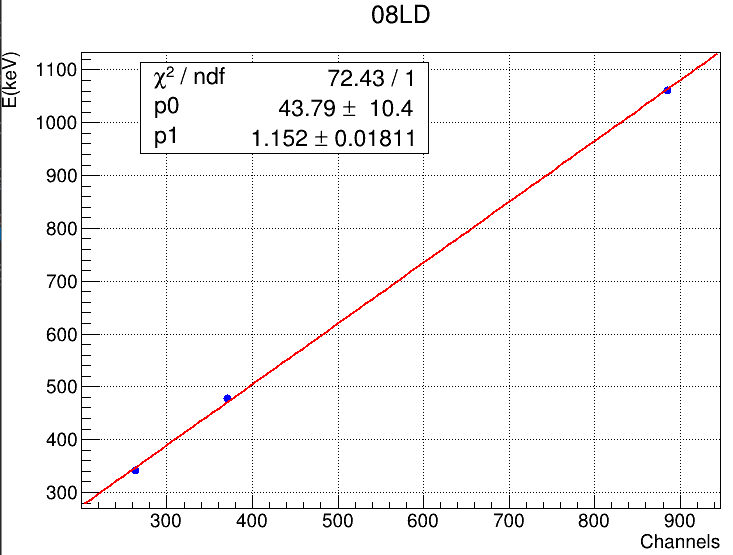 08LD
E(keV)
χ² / ndf 72.43 / 1
p0 43.79 ± 10.4
p1 1.152 ± 0.01811
1100
1000
900
800
700
600
500
400
300
300 400 500 600 700 800 900
Channels